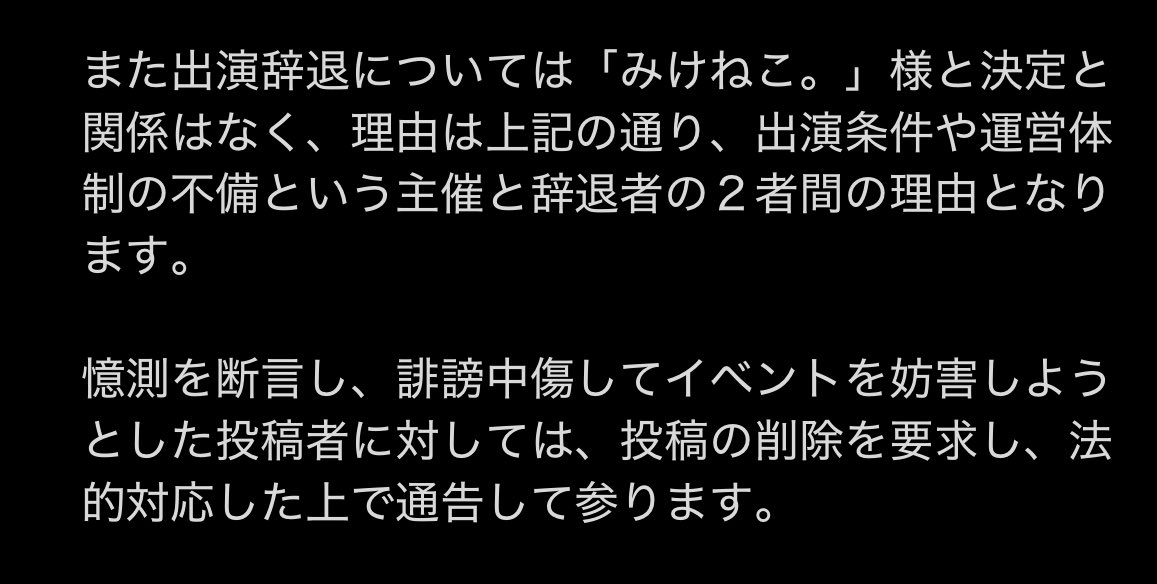 また出演辞退については「みけねこ。」様と決定と
関係はなく、理由は上記の通り、出演条件や運営体
制の不備という主催と辞退者の２者間の理由となり
ます。
憶測を断言し、誹謗中傷してイベントを妨害しよう
とした投稿者に対しては、投稿の削除を要求し、法
的対応した上で通告して参ります。